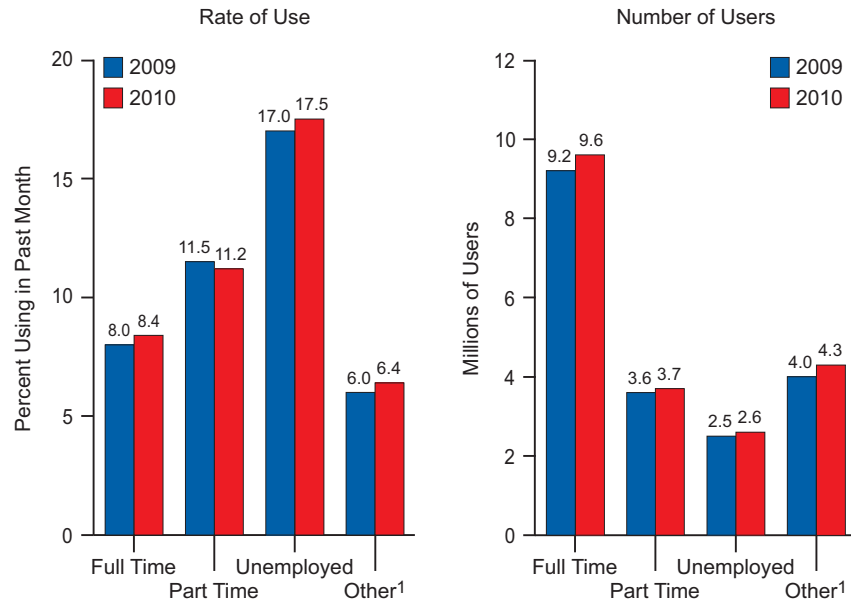 Rate of Use
Percent Using in Past Month
20
15
10
5
0
2009
2010
8.0
8.4
11.5
11.2
17.0
17.5
6.0
6.4
Full Time
Part Time
Unemployed
Other1
Number of Users
Millions of Users
12
10
8
6
4
2
0
2009
2010
9.2
9.6
3.6
3.7
2.5
2.6
4.0
4.3
Full Time
Part Time
Unemployed
Other1